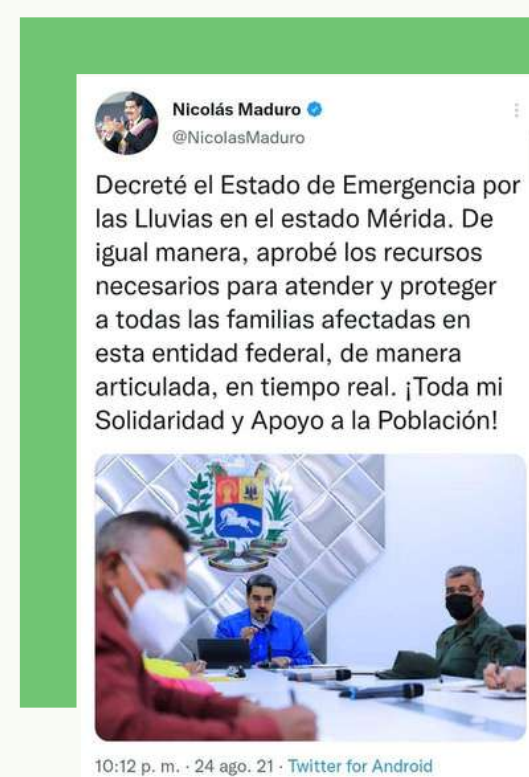 Nicolás Maduro
@NicolasMaduro
Decreté el Estado de Emergencia por
las Lluvias en el estado Mérida. De
igual manera, aprobé los recursos
necesarios para atender y proteger
a todas las familias afectadas en
esta entidad federal, de manera
articulada, en tiempo real. ¡Toda mi
Solidaridad y Apoyo a la Población!
10:12 p. m. · 24 ago. 21 · Twitter for Android